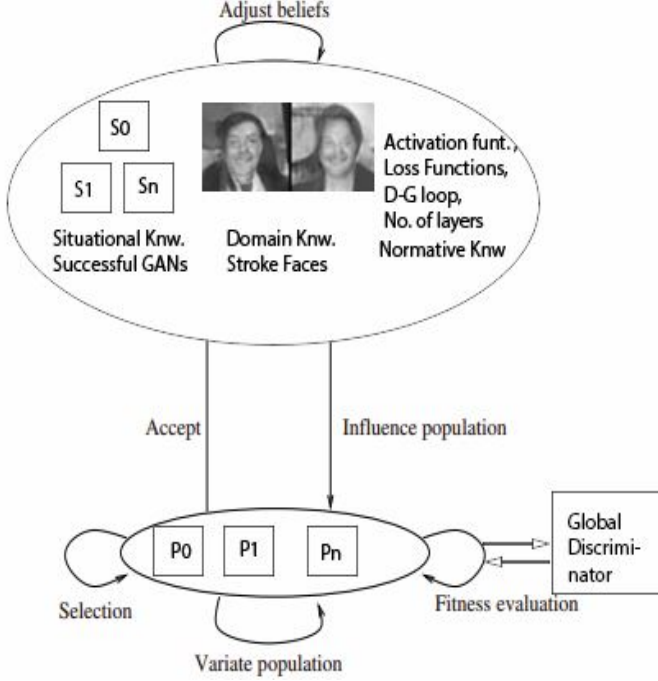 Adjust beliefs
S0
S1
Sn
Situational Knw.
Successful GANs
Domain Knw.
Stroke Faces
Activation funt.,
Loss Functions,
D-G loop,
No. of layers
Normative Knw
Accept
Influence population
P0
P1
Pn
Global
Discrimi-
nator
Selection
Fitness evaluation
Variate population